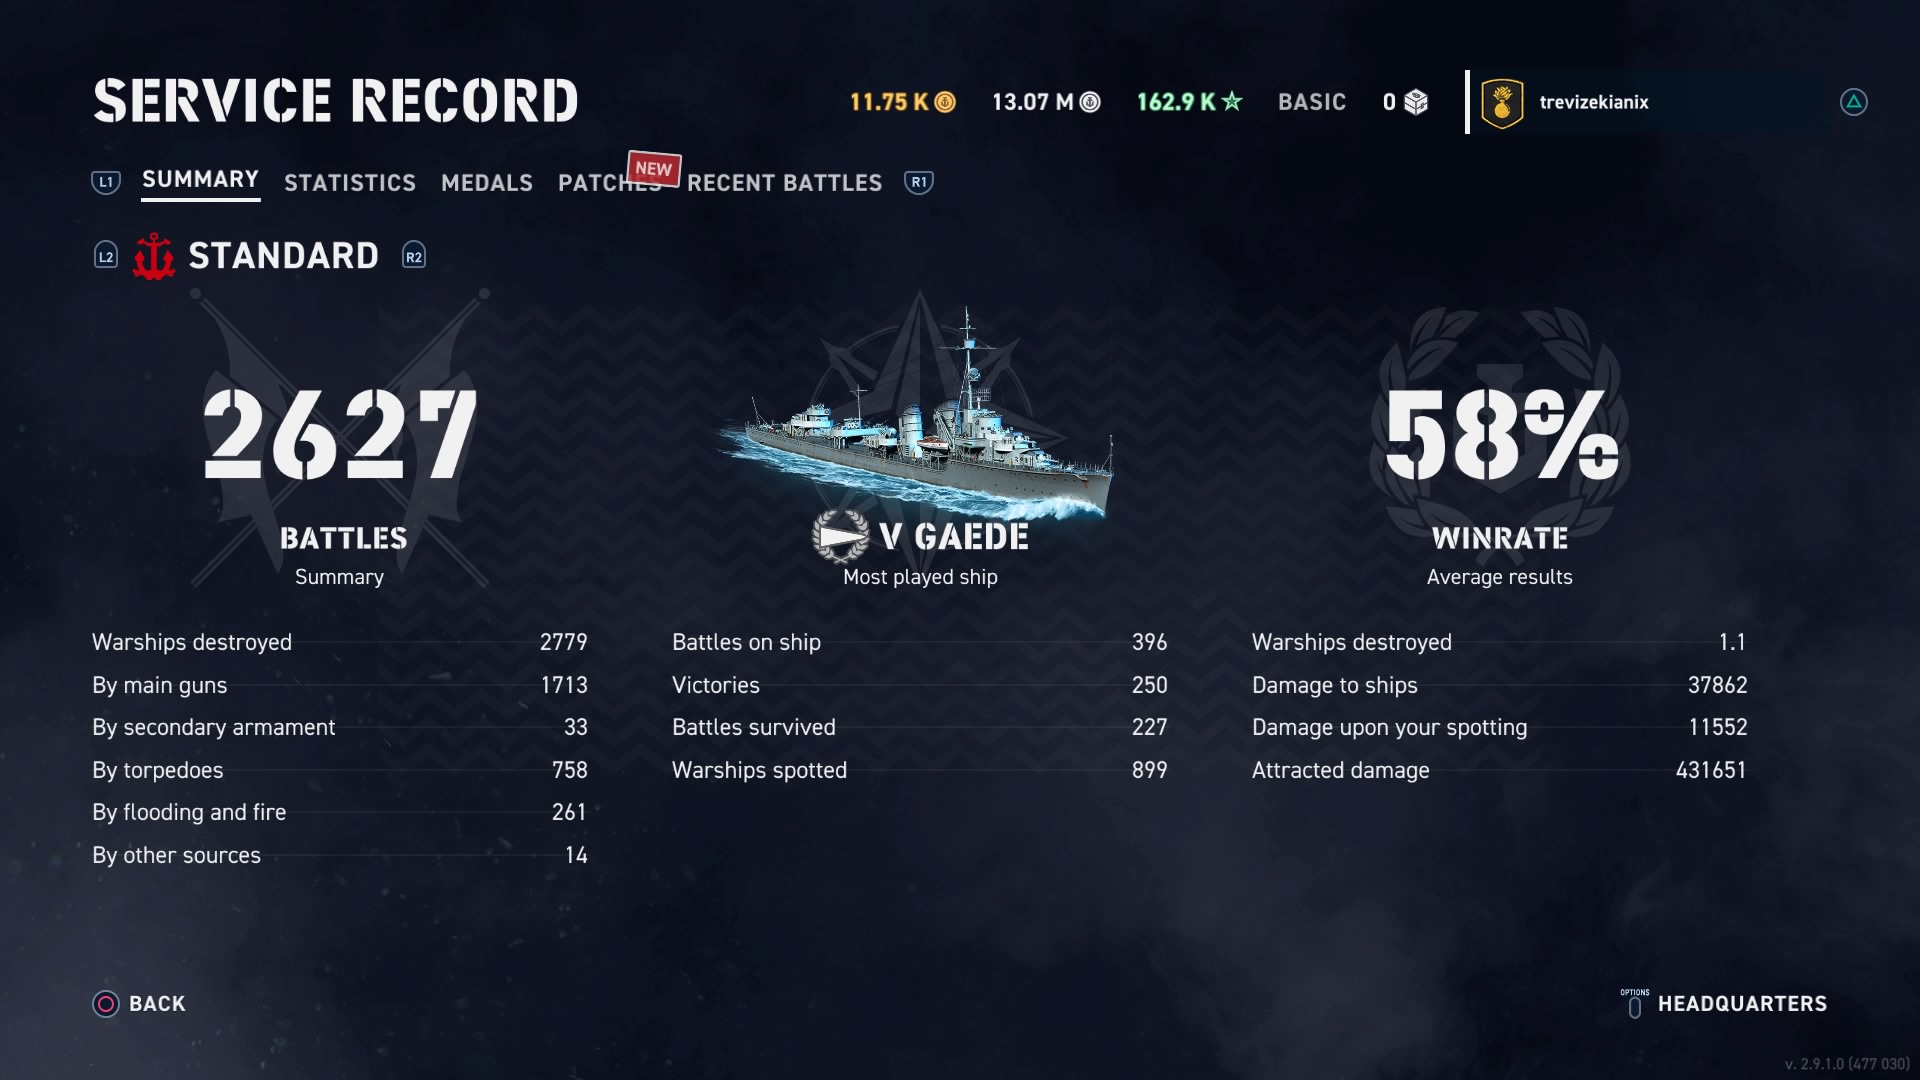 SERVICE RECORD
11.75 K 13.07 M 162.9 K BASIC 0 trevizekianix
L1 SUMMARY STATISTICS MEDALS PATCHES NEW RECENT BATTLES R1
L2 STANDARD R2
2627
BATTLES
Summary
Warships destroyed 2779
By main guns 1713
By secondary armament 33
By torpedoes 758
By flooding and fire 261
By other sources 14
V GAEDE
Most played ship
Battles on ship 396
Victories 250
Battles survived 227
Warships spotted 899
58%
WINRATE
Average results
Warships destroyed 1.1
Damage to ships 37862
Damage upon your spotting 11552
Attracted damage 431651
BACK
OPTIONS HEADQUARTERS
v. 2.9.1.0 (477 030)